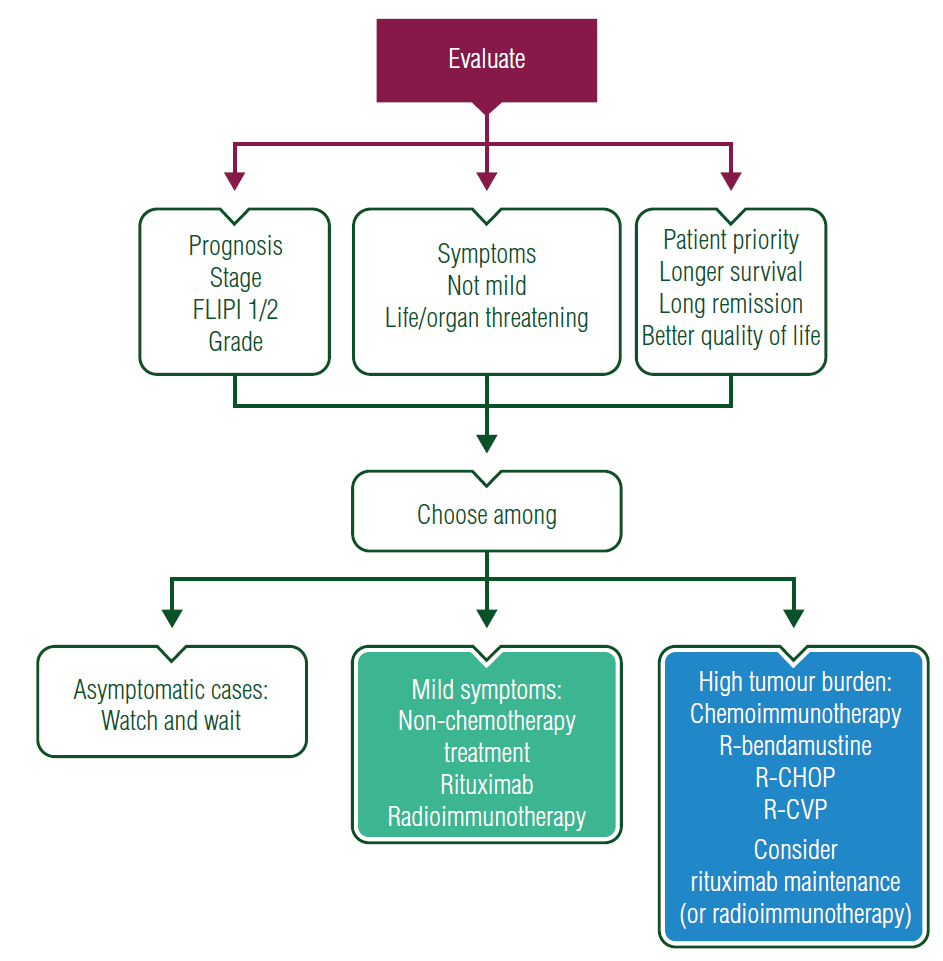 Evaluate
Prognosis
Stage
FLIPI 1/2
Grade
Symptoms
Not mild
Life/organ threatening
Patient priority
Longer survival
Long remission
Better quality of life
Choose among
Asymptomatic cases:
Watch and wait
Mild symptoms:
Non-chemotherapy
treatment
Rituximab
Radioimmunotherapy
High tumour burden:
Chemoimmunotherapy
R-bendamustine
R-CHOP
R-CVP
Consider
rituximab maintenance
(or radioimmunotherapy)